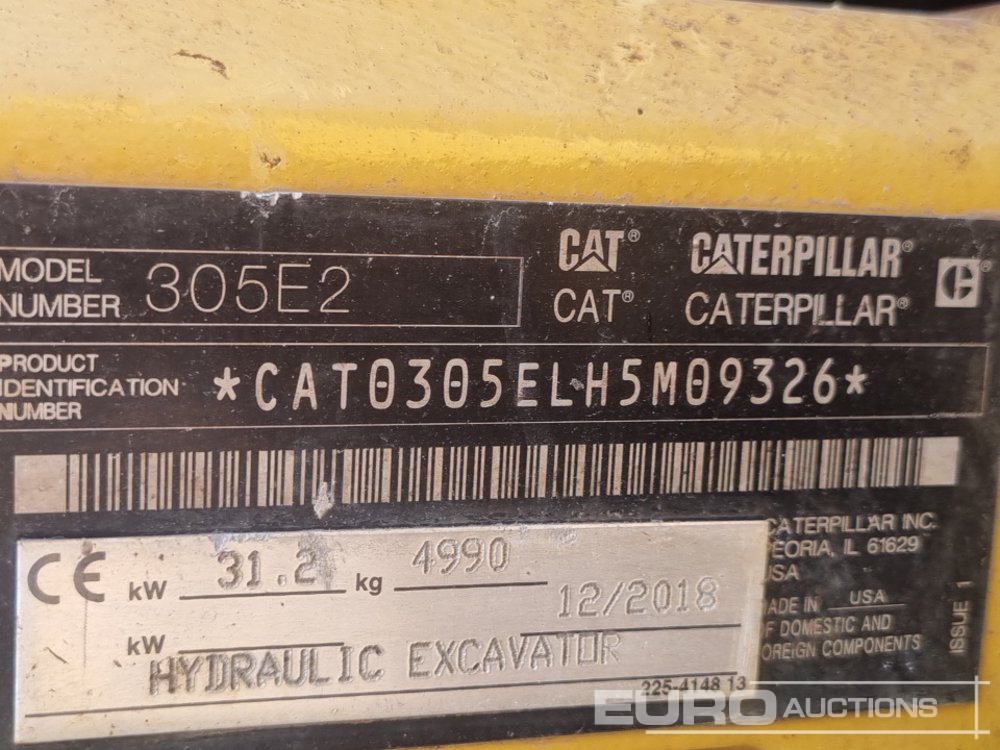 MODEL
NUMBER 305E2
CAT® CATERPILLAR®
CAT® CATERPILLAR®
PRODUCT
IDENTIFICATION
NUMBER
*CAT0305ELH5M09326*
CATERPILLAR INC.
PEORIA, IL 61629
USA
MADE IN USA
OF DOMESTIC AND
FOREIGN COMPONENTS
ISSUE 1
CE kW 31.2 kg 4990
12/2018
kW
HYDRAULIC EXCAVATOR
225-4148 13
EURO AUCTIONS